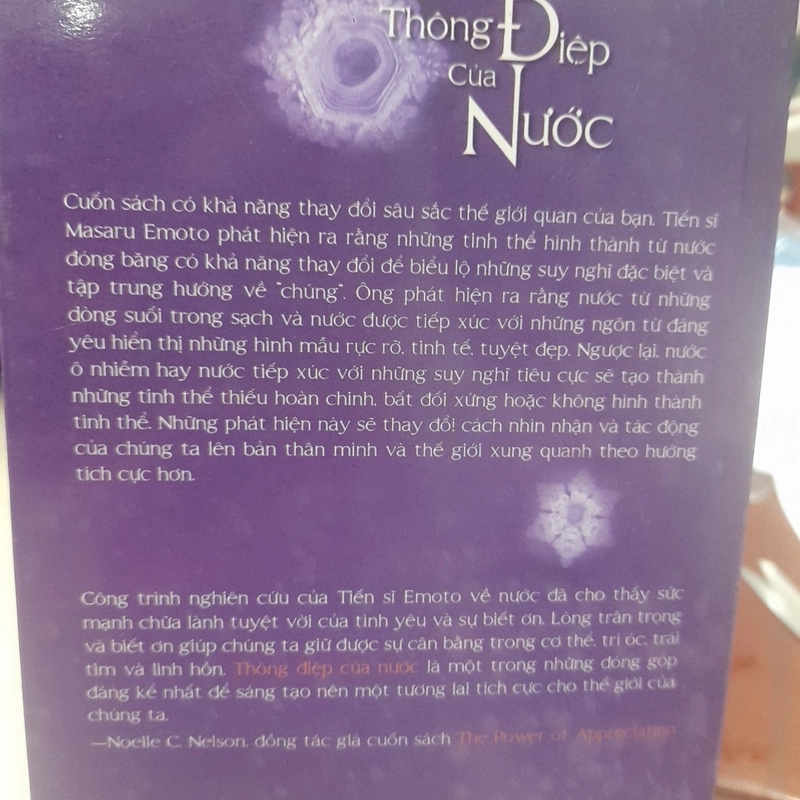 Thông Điệp
Của
Nước
Cuốn sách có khả năng thay đổi sâu sắc thế giới quan của bạn. Tiến sĩ
Masaru Emoto phát hiện ra rằng những tinh thể hình thành từ nước
đóng băng có khả năng thay đổi để biểu lộ những suy nghĩ đặc biệt và
tập trung hướng về "chúng". Ông phát hiện ra rằng nước từ những
dòng suối trong sạch và nước được tiếp xúc với những ngôn từ đáng
yêu hiển thị những hình mẫu rực rỡ, tinh tế, tuyệt đẹp. Ngược lại, nước
ô nhiễm hay nước tiếp xúc với những suy nghĩ tiêu cực sẽ tạo thành
những tinh thể thiếu hoàn chỉnh, bất đối xứng hoặc không hình thành
tinh thể. Những phát hiện này sẽ thay đổi cách nhìn nhận và tác động
của chúng ta lên bản thân mình và thế giới xung quanh theo hướng
tích cực hơn.
Công trình nghiên cứu của Tiến sĩ Emoto về nước đã cho thấy sức
mạnh chữa lành tuyệt vời của tình yêu và sự biết ơn. Lòng trân trọng
và biết ơn giúp chúng ta giữ được sự cân bằng trong cơ thể, trí óc, trái
tim và linh hồn. Thông điệp của nước là một trong những đóng góp
đáng kể nhất để sáng tạo nên một tương lai tích cực cho thế giới của
chúng ta.
—Noelle C. Nelson, đồng tác giả cuốn sách The Power of Appreciation